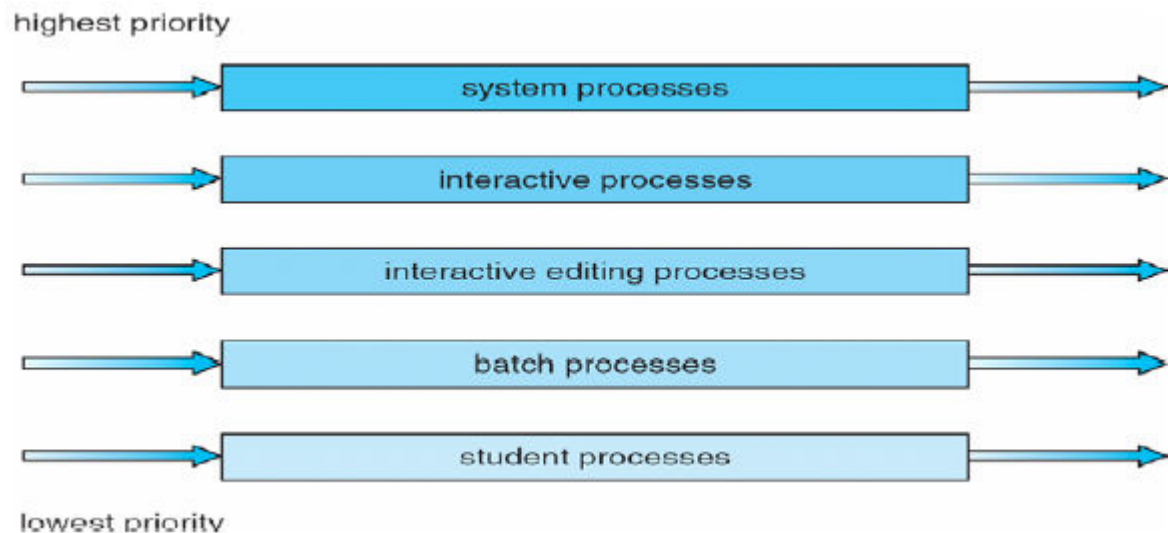 highest priority
system processes
interactive processes
interactive editing processes
batch processes
student processes
lowest priority